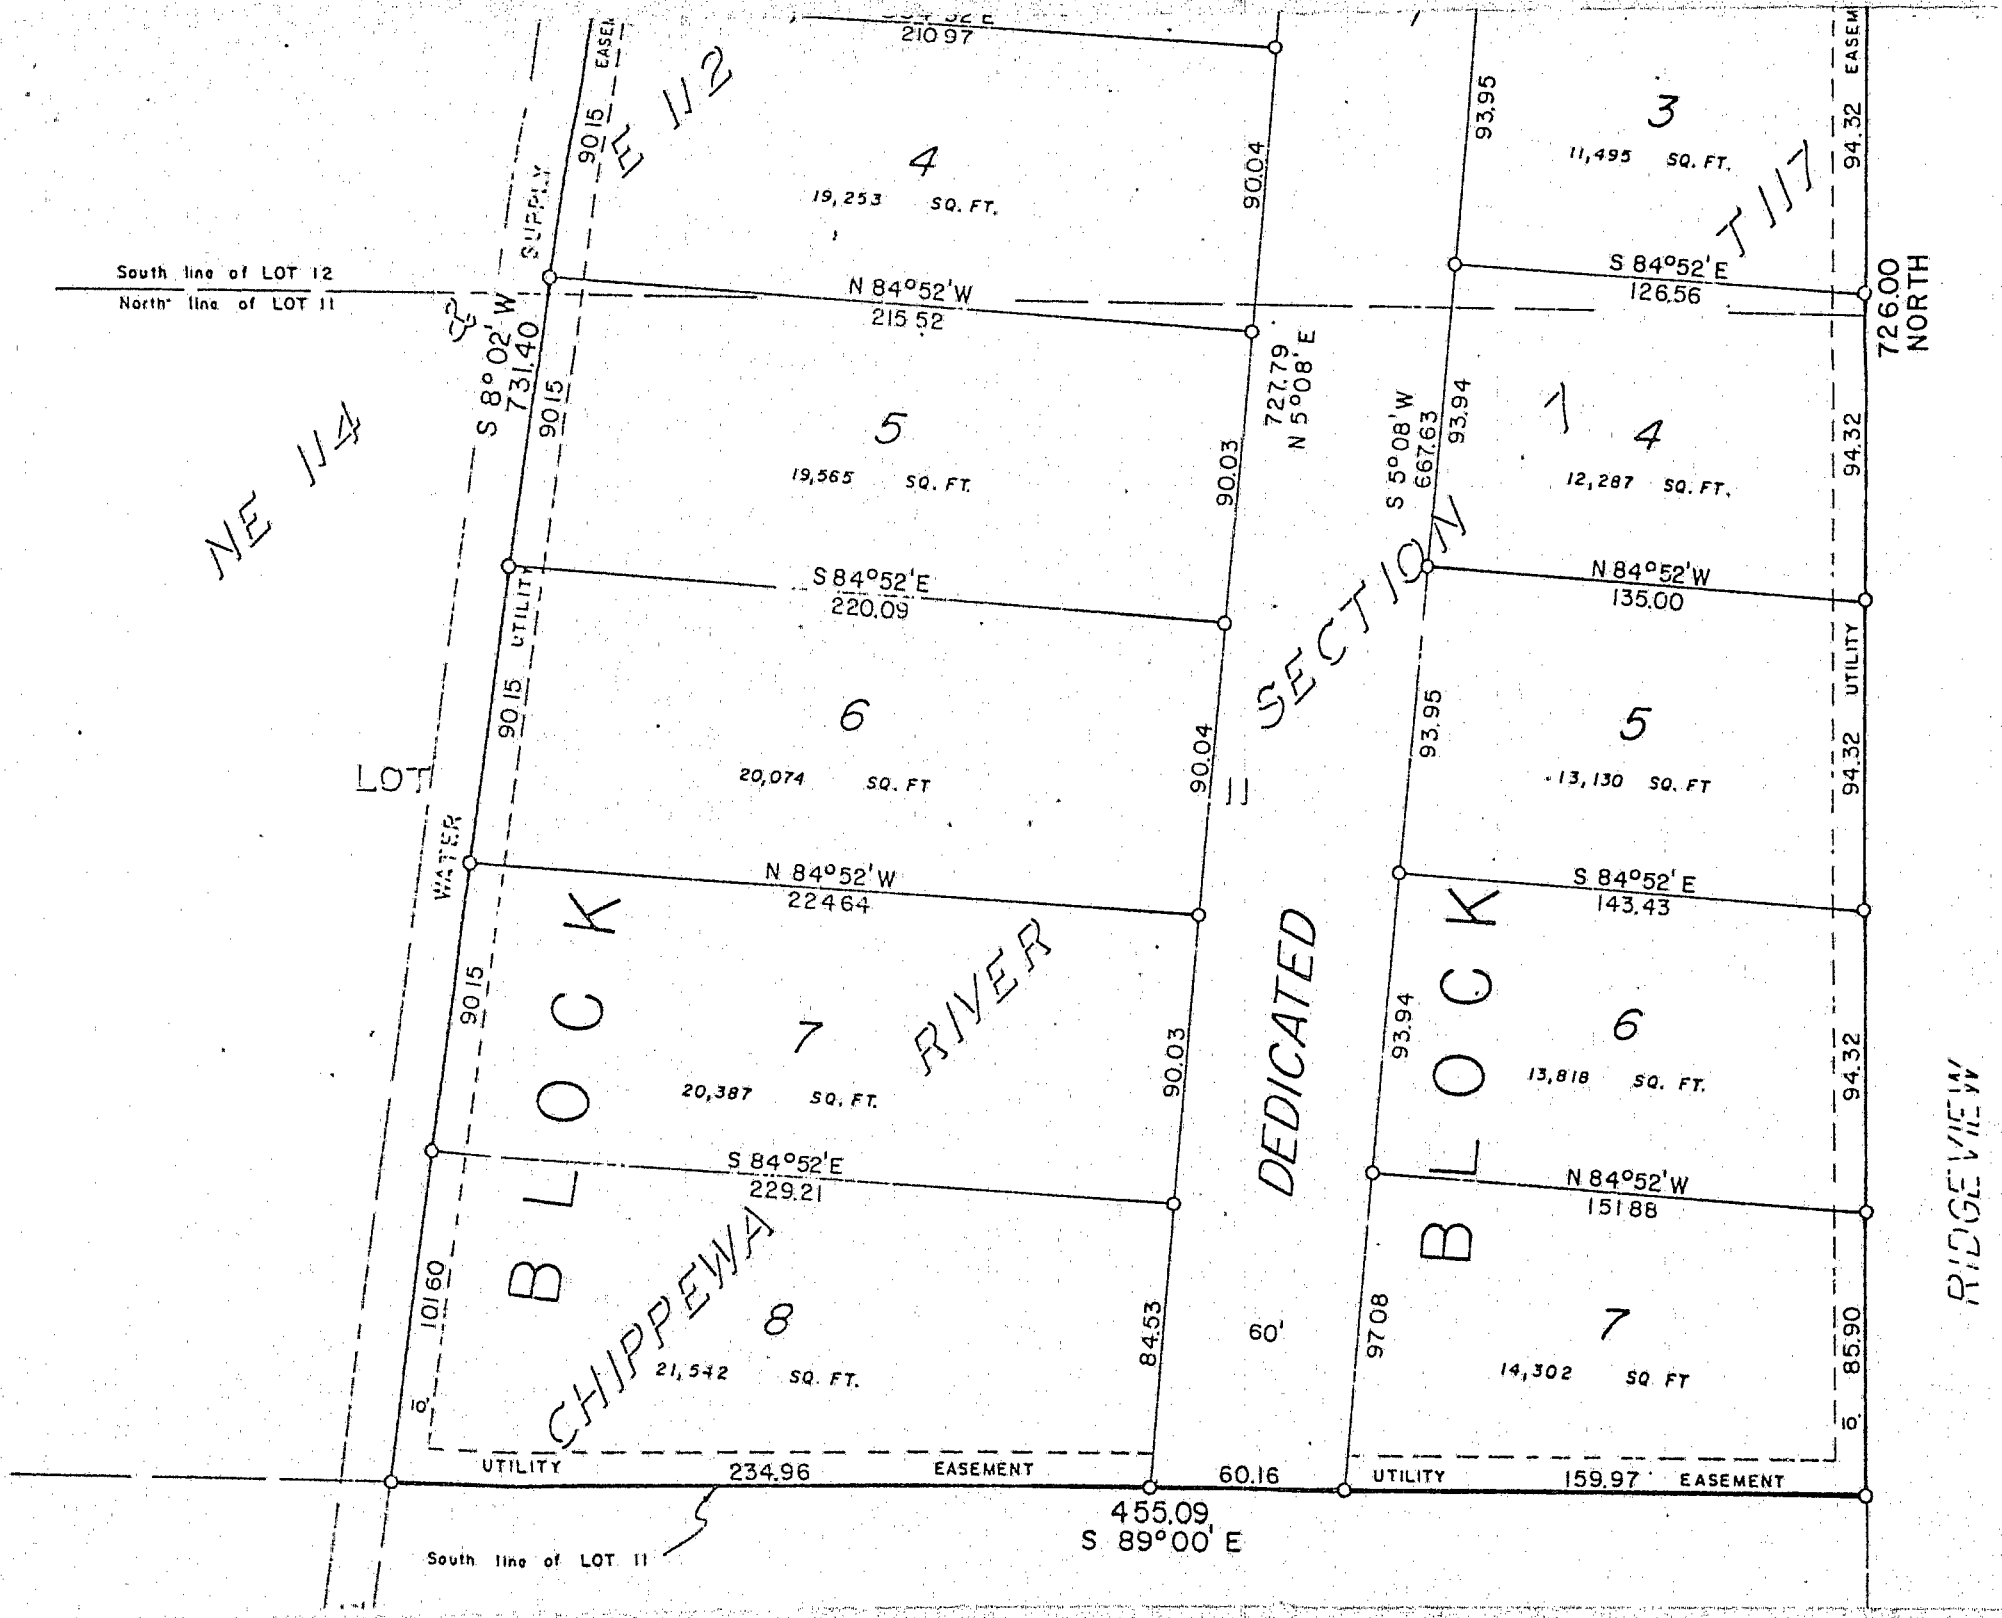 210.97
EASEM
90.15
E 1/2
4
19,253 SQ. FT.
90.04
93.95
3
11,495 SQ. FT.
T 117
94.32
EASEM
SUPPLY
South line of LOT 12
North line of LOT 11
&
S 8°02' W
731.40
N 84°52' W
215.52
S 84°52' E
126.56
726.00
NORTH
NE 1/4
90.15
5
19,565 SQ. FT.
90.03
727.79
N 5°08' E
S 5°08' W
667.63
93.94
7
4
12,287 SQ. FT.
94.32
S 84°52' E
220.09
SECTION
N 84°52' W
135.00
UTILITY
90.15
6
20,074 SQ. FT
90.04
11
93.95
5
13,130 SQ. FT
UTILITY
94.32
LOT
WATER
N 84°52' W
224.64
S 84°52' E
143.43
BLOCK
90.15
7
20,387 SQ. FT.
RIVER
90.03
DEDICATED
93.94
BLOCK
6
13,818 SQ. FT.
94.32
RIDGEVIEW
S 84°52' E
229.21
N 84°52' W
151.88
101.60
CHIPPEWA
8
21,542 SQ. FT.
84.53
60'
97.08
7
14,302 SQ. FT
85.90
10'
10'
UTILITY 234.96 EASEMENT
60.16
UTILITY 159.97 EASEMENT
455.09
S 89°00' E
South line of LOT 11